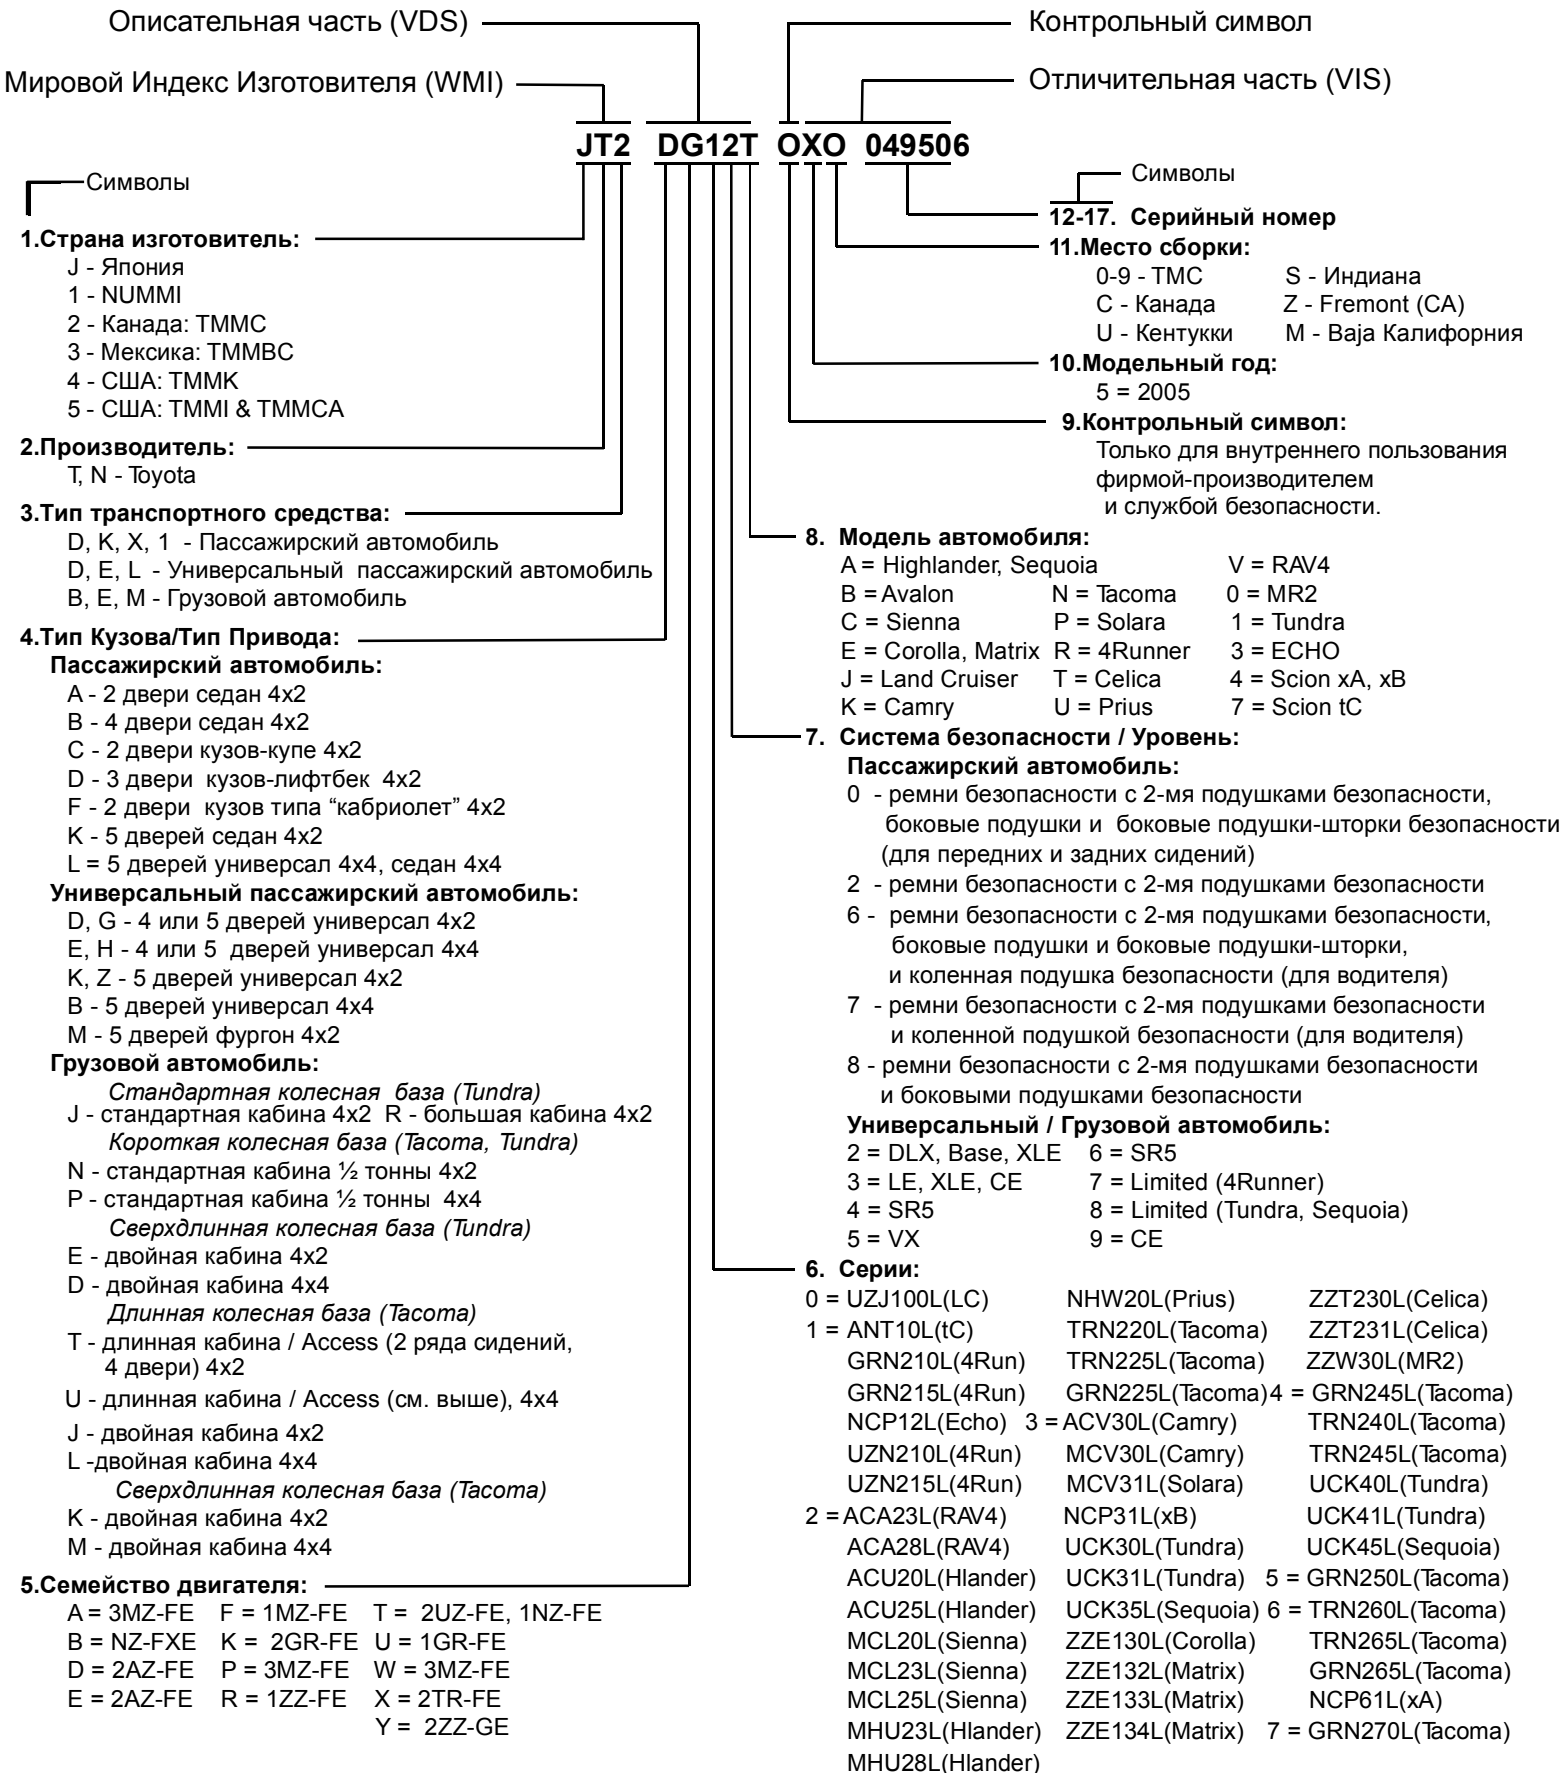 Описательная часть (VDS)
Контрольный символ
Мировой Индекс Изготовителя (WMI)
Отличительная часть (VIS)
JT2 DG12T OXO 049506
Символы
1.Страна изготовитель:
J - Япония
1 - NUMMI
2 - Канада: TMMC
3 - Мексика: TMMBC
4 - США: TMMK
5 - США: TMMI & TMMCA
2.Производитель:
T, N - Toyota
3.Тип транспортного средства:
D, K, X, 1 - Пассажирский автомобиль
D, E, L - Универсальный пассажирский автомобиль
B, E, M - Грузовой автомобиль
4.Тип Кузова/Тип Привода:
Пассажирский автомобиль:
A - 2 двери седан 4x2
B - 4 двери седан 4x2
C - 2 двери кузов-купе 4x2
D - 3 двери кузов-лифтбек 4x2
F - 2 двери кузов типа “кабриолет” 4x2
K - 5 дверей седан 4x2
L = 5 дверей универсал 4x4, седан 4x4
Универсальный пассажирский автомобиль:
D, G - 4 или 5 дверей универсал 4x2
E, H - 4 или 5 дверей универсал 4x4
K, Z - 5 дверей универсал 4x2
B - 5 дверей универсал 4x4
M - 5 дверей фургон 4x2
Грузовой автомобиль:
Стандартная колесная база (Tundra)
J - стандартная кабина 4x2 R - большая кабина 4x2
Короткая колесная база (Tacoma, Tundra)
N - стандартная кабина ½ тонны 4x2
P - стандартная кабина ½ тонны 4x4
Сверхдлинная колесная база (Tundra)
E - двойная кабина 4x2
D - двойная кабина 4x4
Длинная колесная база (Tacoma)
T - длинная кабина / Access (2 ряда сидений,
4 двери) 4x2
U - длинная кабина / Access (см. выше), 4x4
J - двойная кабина 4x2
L -двойная кабина 4x4
Сверхдлинная колесная база (Tacoma)
K - двойная кабина 4x2
M - двойная кабина 4x4
5.Семейство двигателя:
A = 3MZ-FE F = 1MZ-FE T = 2UZ-FE, 1NZ-FE
B = NZ-FXE K = 2GR-FE U = 1GR-FE
D = 2AZ-FE P = 3MZ-FE W = 3MZ-FE
E = 2AZ-FE R = 1ZZ-FE X = 2TR-FE
Y = 2ZZ-GE
Символы
12-17. Серийный номер
11.Место сборки:
0-9 - TMC S - Индиана
C - Канада Z - Fremont (CA)
U - Кентукки M - Baja Калифорния
10.Модельный год:
5 = 2005
9.Контрольный символ:
Только для внутреннего пользования
фирмой-производителем
и службой безопасности.
8. Модель автомобиля:
A = Highlander, Sequoia V = RAV4
B = Avalon N = Tacoma 0 = MR2
C = Sienna P = Solara 1 = Tundra
E = Corolla, Matrix R = 4Runner 3 = ECHO
J = Land Cruiser T = Celica 4 = Scion xA, xB
K = Camry U = Prius 7 = Scion tC
7. Система безопасности / Уровень:
Пассажирский автомобиль:
0 - ремни безопасности с 2-мя подушками безопасности,
боковые подушки и боковые подушки-шторки безопасности
(для передних и задних сидений)
2 - ремни безопасности с 2-мя подушками безопасности
6 - ремни безопасности с 2-мя подушками безопасности,
боковые подушки и боковые подушки-шторки,
и коленная подушка безопасности (для водителя)
7 - ремни безопасности с 2-мя подушками безопасности
и коленной подушкой безопасности (для водителя)
8 - ремни безопасности с 2-мя подушками безопасности
и боковыми подушками безопасности
Универсальный / Грузовой автомобиль:
2 = DLX, Base, XLE 6 = SR5
3 = LE, XLE, CE 7 = Limited (4Runner)
4 = SR5 8 = Limited (Tundra, Sequoia)
5 = VX 9 = CE
6. Серии:
0 = UZJ100L(LC) NHW20L(Prius) ZZT230L(Celica)
1 = ANT10L(tC) TRN220L(Tacoma) ZZT231L(Celica)
GRN210L(4Run) TRN225L(Tacoma) ZZW30L(MR2)
GRN215L(4Run) GRN225L(Tacoma) 4 = GRN245L(Tacoma)
NCP12L(Echo) 3 = ACV30L(Camry) TRN240L(Tacoma)
UZN210L(4Run) MCV30L(Camry) TRN245L(Tacoma)
UZN215L(4Run) MCV31L(Solara) UCK40L(Tundra)
2 = ACA23L(RAV4) NCP31L(xB) UCK41L(Tundra)
ACA28L(RAV4) UCK30L(Tundra) UCK45L(Sequoia)
ACU20L(Hlander) UCK31L(Tundra) 5 = GRN250L(Tacoma)
ACU25L(Hlander) UCK35L(Sequoia) 6 = TRN260L(Tacoma)
MCL20L(Sienna) ZZE130L(Corolla) TRN265L(Tacoma)
MCL23L(Sienna) ZZE132L(Matrix) GRN265L(Tacoma)
MCL25L(Sienna) ZZE133L(Matrix) NCP61L(xA)
MHU23L(Hlander) ZZE134L(Matrix) 7 = GRN270L(Tacoma)
MHU28L(Hlander)